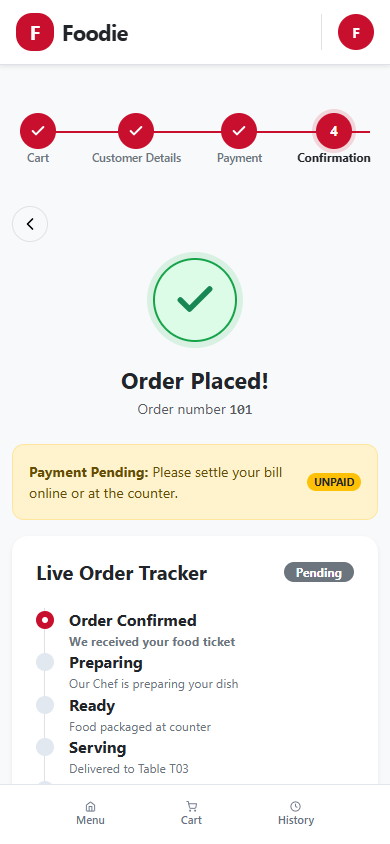 F Foodie F
4
Cart Customer Details Payment Confirmation
Order Placed!
Order number 101
Payment Pending: Please settle your bill
online or at the counter.
UNPAID
Live Order Tracker Pending
Order Confirmed
We received your food ticket
Preparing
Our Chef is preparing your dish
Ready
Food packaged at counter
Serving
Delivered to Table T03
Menu Cart History